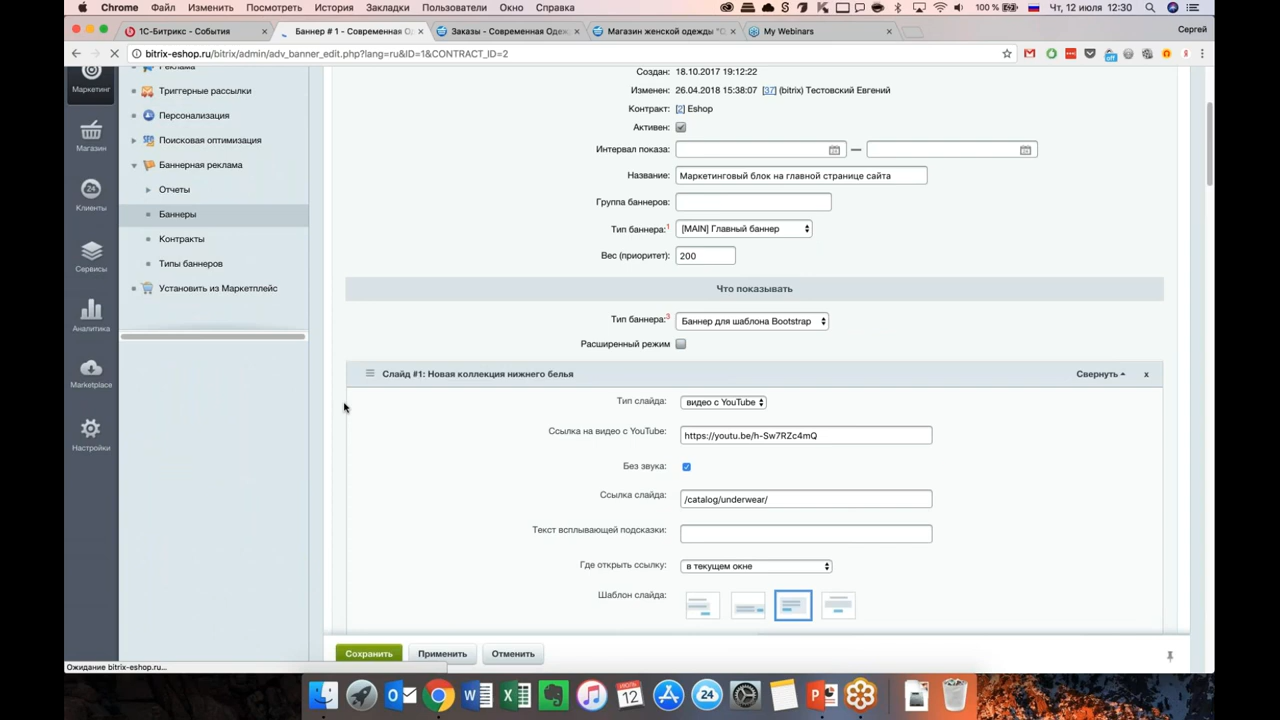 Chrome Файл Изменить Посмотреть История Закладки Пользователи Окно Справка 100 % Чт, 12 июля 12:30
1С-Битрикс - События × Баннер # 1 - Современная О × Заказы - Современная Одеж × Магазин женской одежды "О × My Webinars × Сергей
bitrix-eshop.ru/bitrix/admin/adv_banner_edit.php?lang=ru&ID=1&CONTRACT_ID=2
Маркетинг
Магазин
24
Клиенты
Сервисы
Аналитика
Marketplace
Настройки
Реклама
Триггерные рассылки
Персонализация
Поисковая оптимизация
Баннерная реклама
Отчеты
Баннеры
Контракты
Типы баннеров
Установить из Маркетплейс
Создан: 18.10.2017 19:12:22
Изменен: 26.04.2018 15:38:07 [37] (bitrix) Тестовский Евгений
Контракт: [2] Eshop
Активен:
Интервал показа: —
Название: Маркетинговый блок на главной странице сайта
Группа баннеров:
Тип баннера:1 [MAIN] Главный баннер
Вес (приоритет): 200
Что показывать
Тип баннера:3 Баннер для шаблона Bootstrap
Расширенный режим
Слайд #1: Новая коллекция нижнего белья Свернуть x
Тип слайда: видео с YouTube
Ссылка на видео с YouTube: https://youtu.be/h-Sw7RZc4mQ
Без звука:
Ссылка слайда: /catalog/underwear/
Текст всплывающей подсказки:
Где открыть ссылку: в текущем окне
Шаблон слайда:
Сохранить Применить Отменить
Ожидание bitrix-eshop.ru...
ИЮЛЬ
12
24